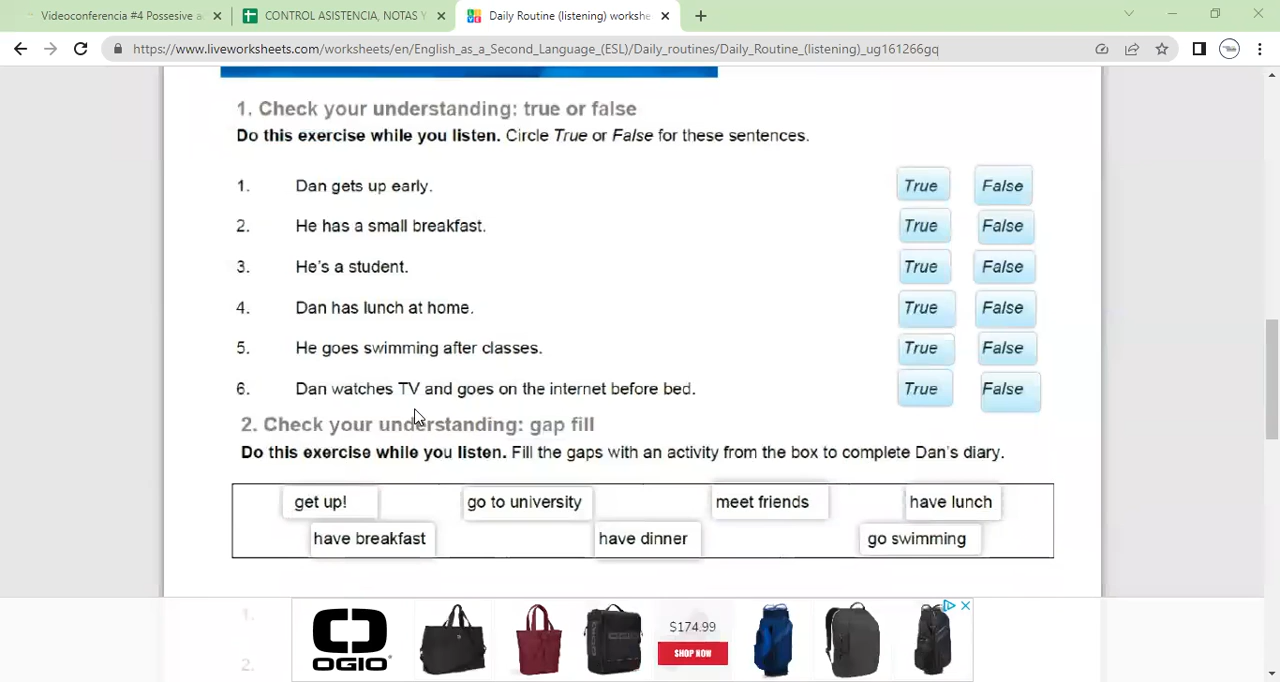 Videoconferencia #4 Possesive a
CONTROL ASISTENCIA, NOTAS Y
Daily Routine (listening) workshe
https://www.liveworksheets.com/worksheets/en/English_as_a_Second_Language_(ESL)/Daily_routines/Daily_Routine_(listening)_ug161266gq
1. Check your understanding: true or false
Do this exercise while you listen. Circle True or False for these sentences.
1. Dan gets up early. True False
2. He has a small breakfast. True False
3. He's a student. True False
4. Dan has lunch at home. True False
5. He goes swimming after classes. True False
6. Dan watches TV and goes on the internet before bed. True False
2. Check your understanding: gap fill
Do this exercise while you listen. Fill the gaps with an activity from the box to complete Dan's diary.
get up! go to university meet friends have lunch
have breakfast have dinner go swimming
1.
2.
OGIO
$174.99
SHOP NOW